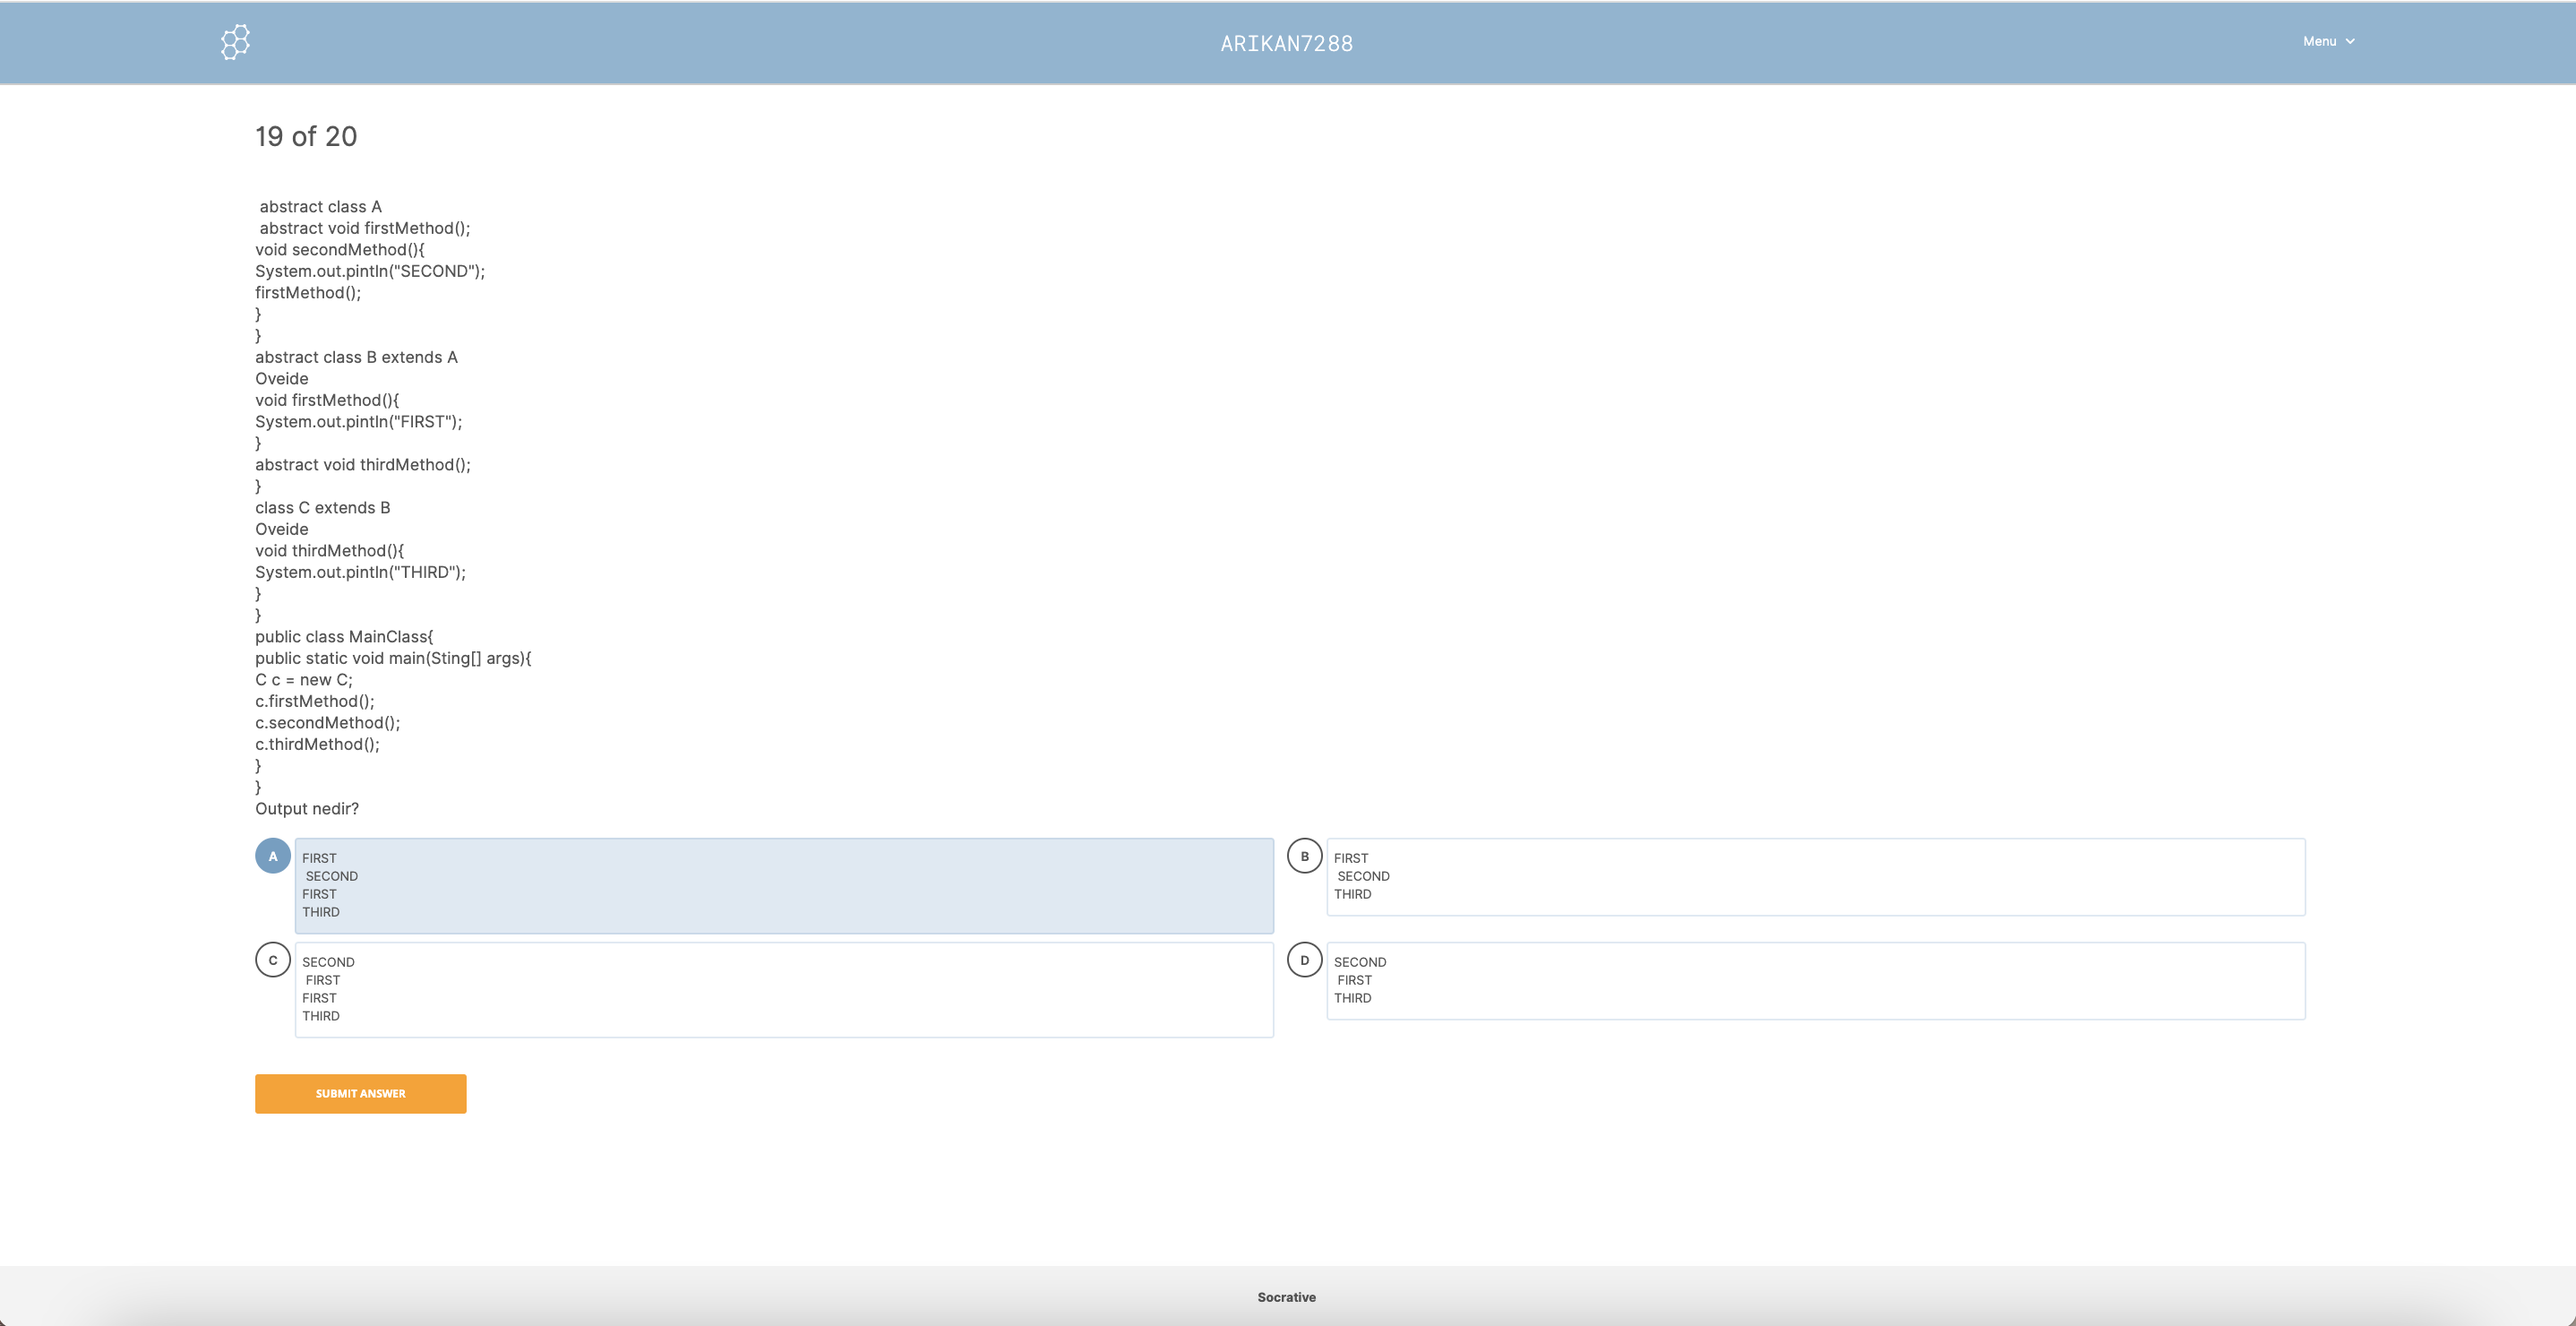 ARIKAN7288
Menu
19 of 20
abstract class A
abstract void firstMethod();
void secondMethod(){
System.out.pintln("SECOND");
firstMethod();
}
}
abstract class B extends A
Oveide
void firstMethod(){
System.out.pintln("FIRST");
}
abstract void thirdMethod();
}
class C extends B
Oveide
void thirdMethod(){
System.out.pintln("THIRD");
}
}
public class MainClass{
public static void main(Sting[] args){
C c = new C;
c.firstMethod();
c.secondMethod();
c.thirdMethod();
}
}
Output nedir?
A
FIRST
SECOND
FIRST
THIRD
B
FIRST
SECOND
THIRD
C
SECOND
FIRST
FIRST
THIRD
D
SECOND
FIRST
THIRD
SUBMIT ANSWER
Socrative